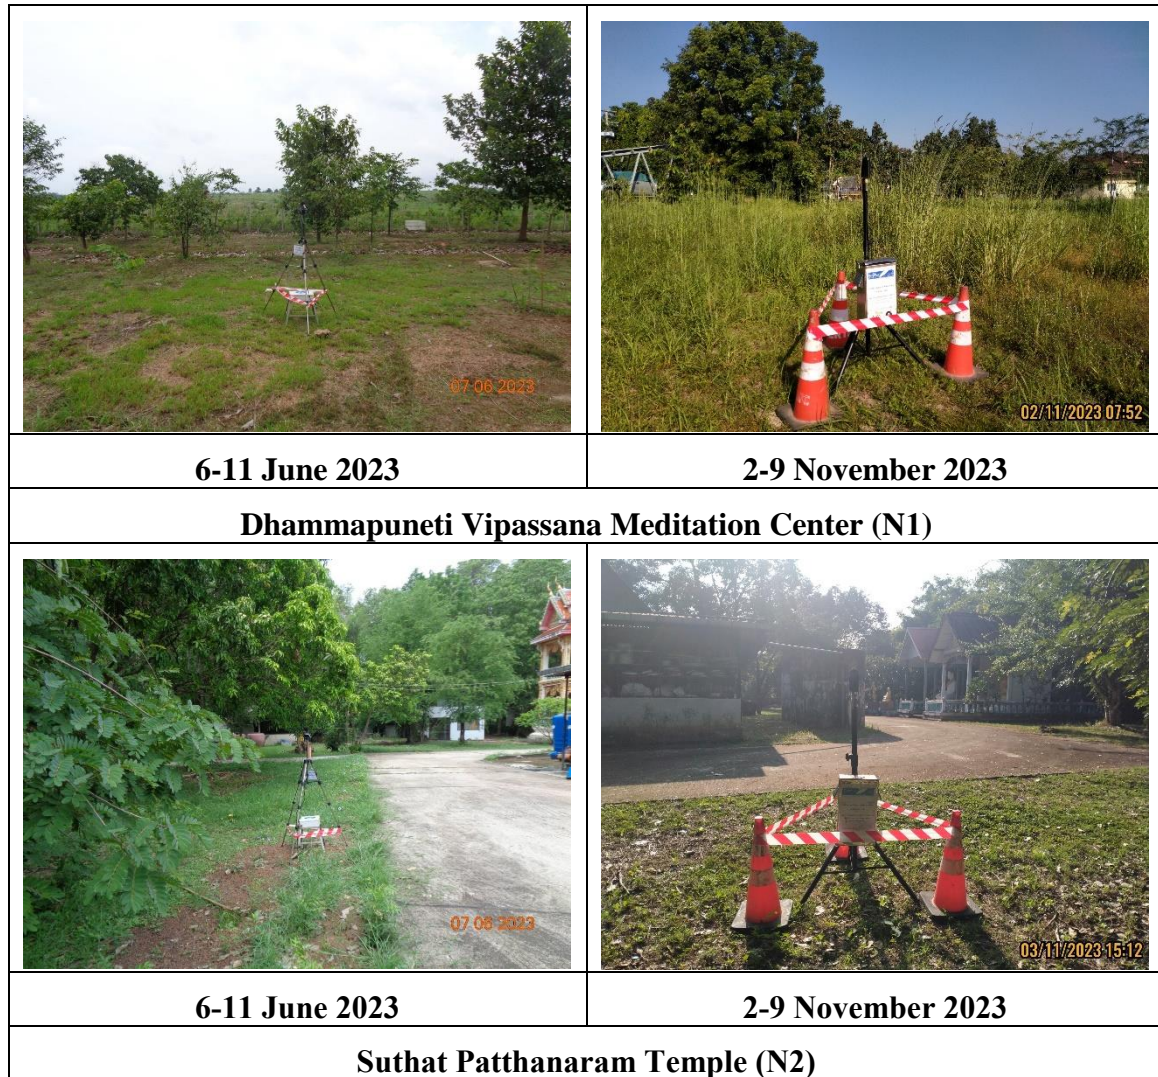 07 06 2023
02/11/2023 07:52
6-11 June 2023
2-9 November 2023
Dhammapuneti Vipassana Meditation Center (N1)
07 06 2023
03/11/2023 15:12
6-11 June 2023
2-9 November 2023
Suthat Patthanaram Temple (N2)